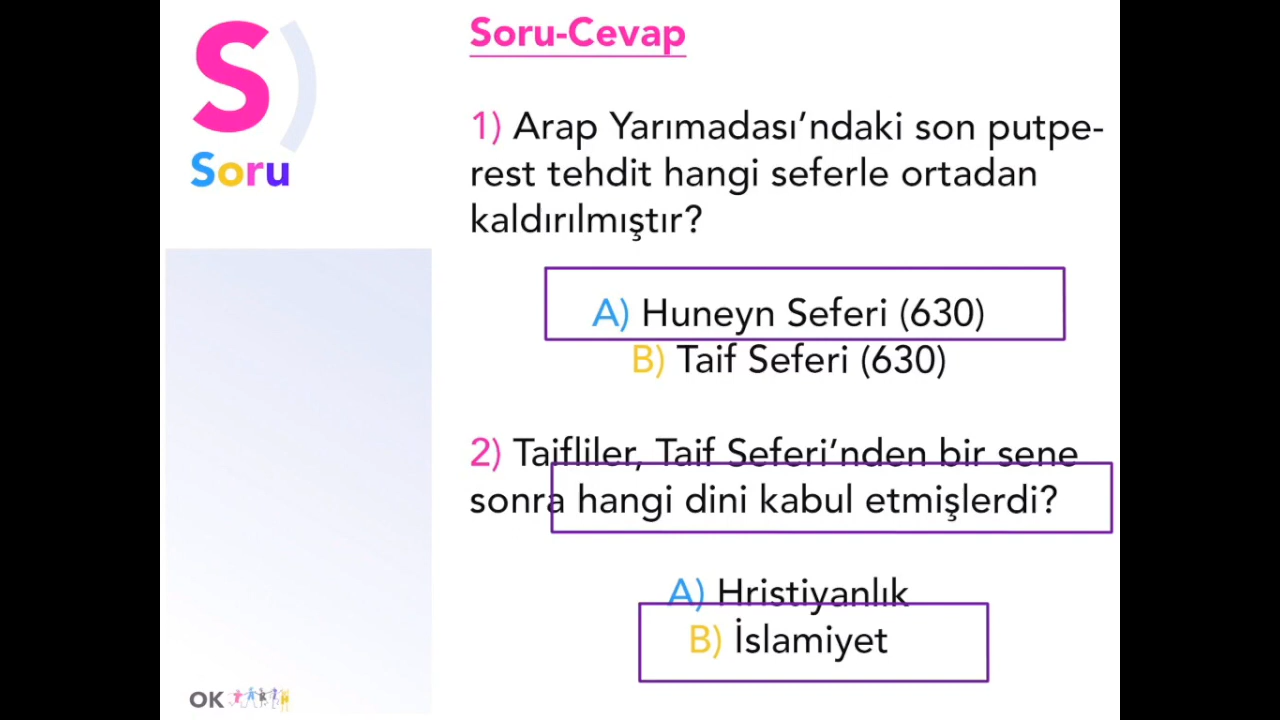 S)
Soru
Soru-Cevap
1) Arap Yarımadası’ndaki son putpe-
rest tehdit hangi seferle ortadan
kaldırılmıştır?
A) Huneyn Seferi (630)
B) Taif Seferi (630)
2) Taifliler, Taif Seferi’nden bir sene
sonra hangi dini kabul etmişlerdi?
A) Hristiyanlık
B) İslamiyet
OK